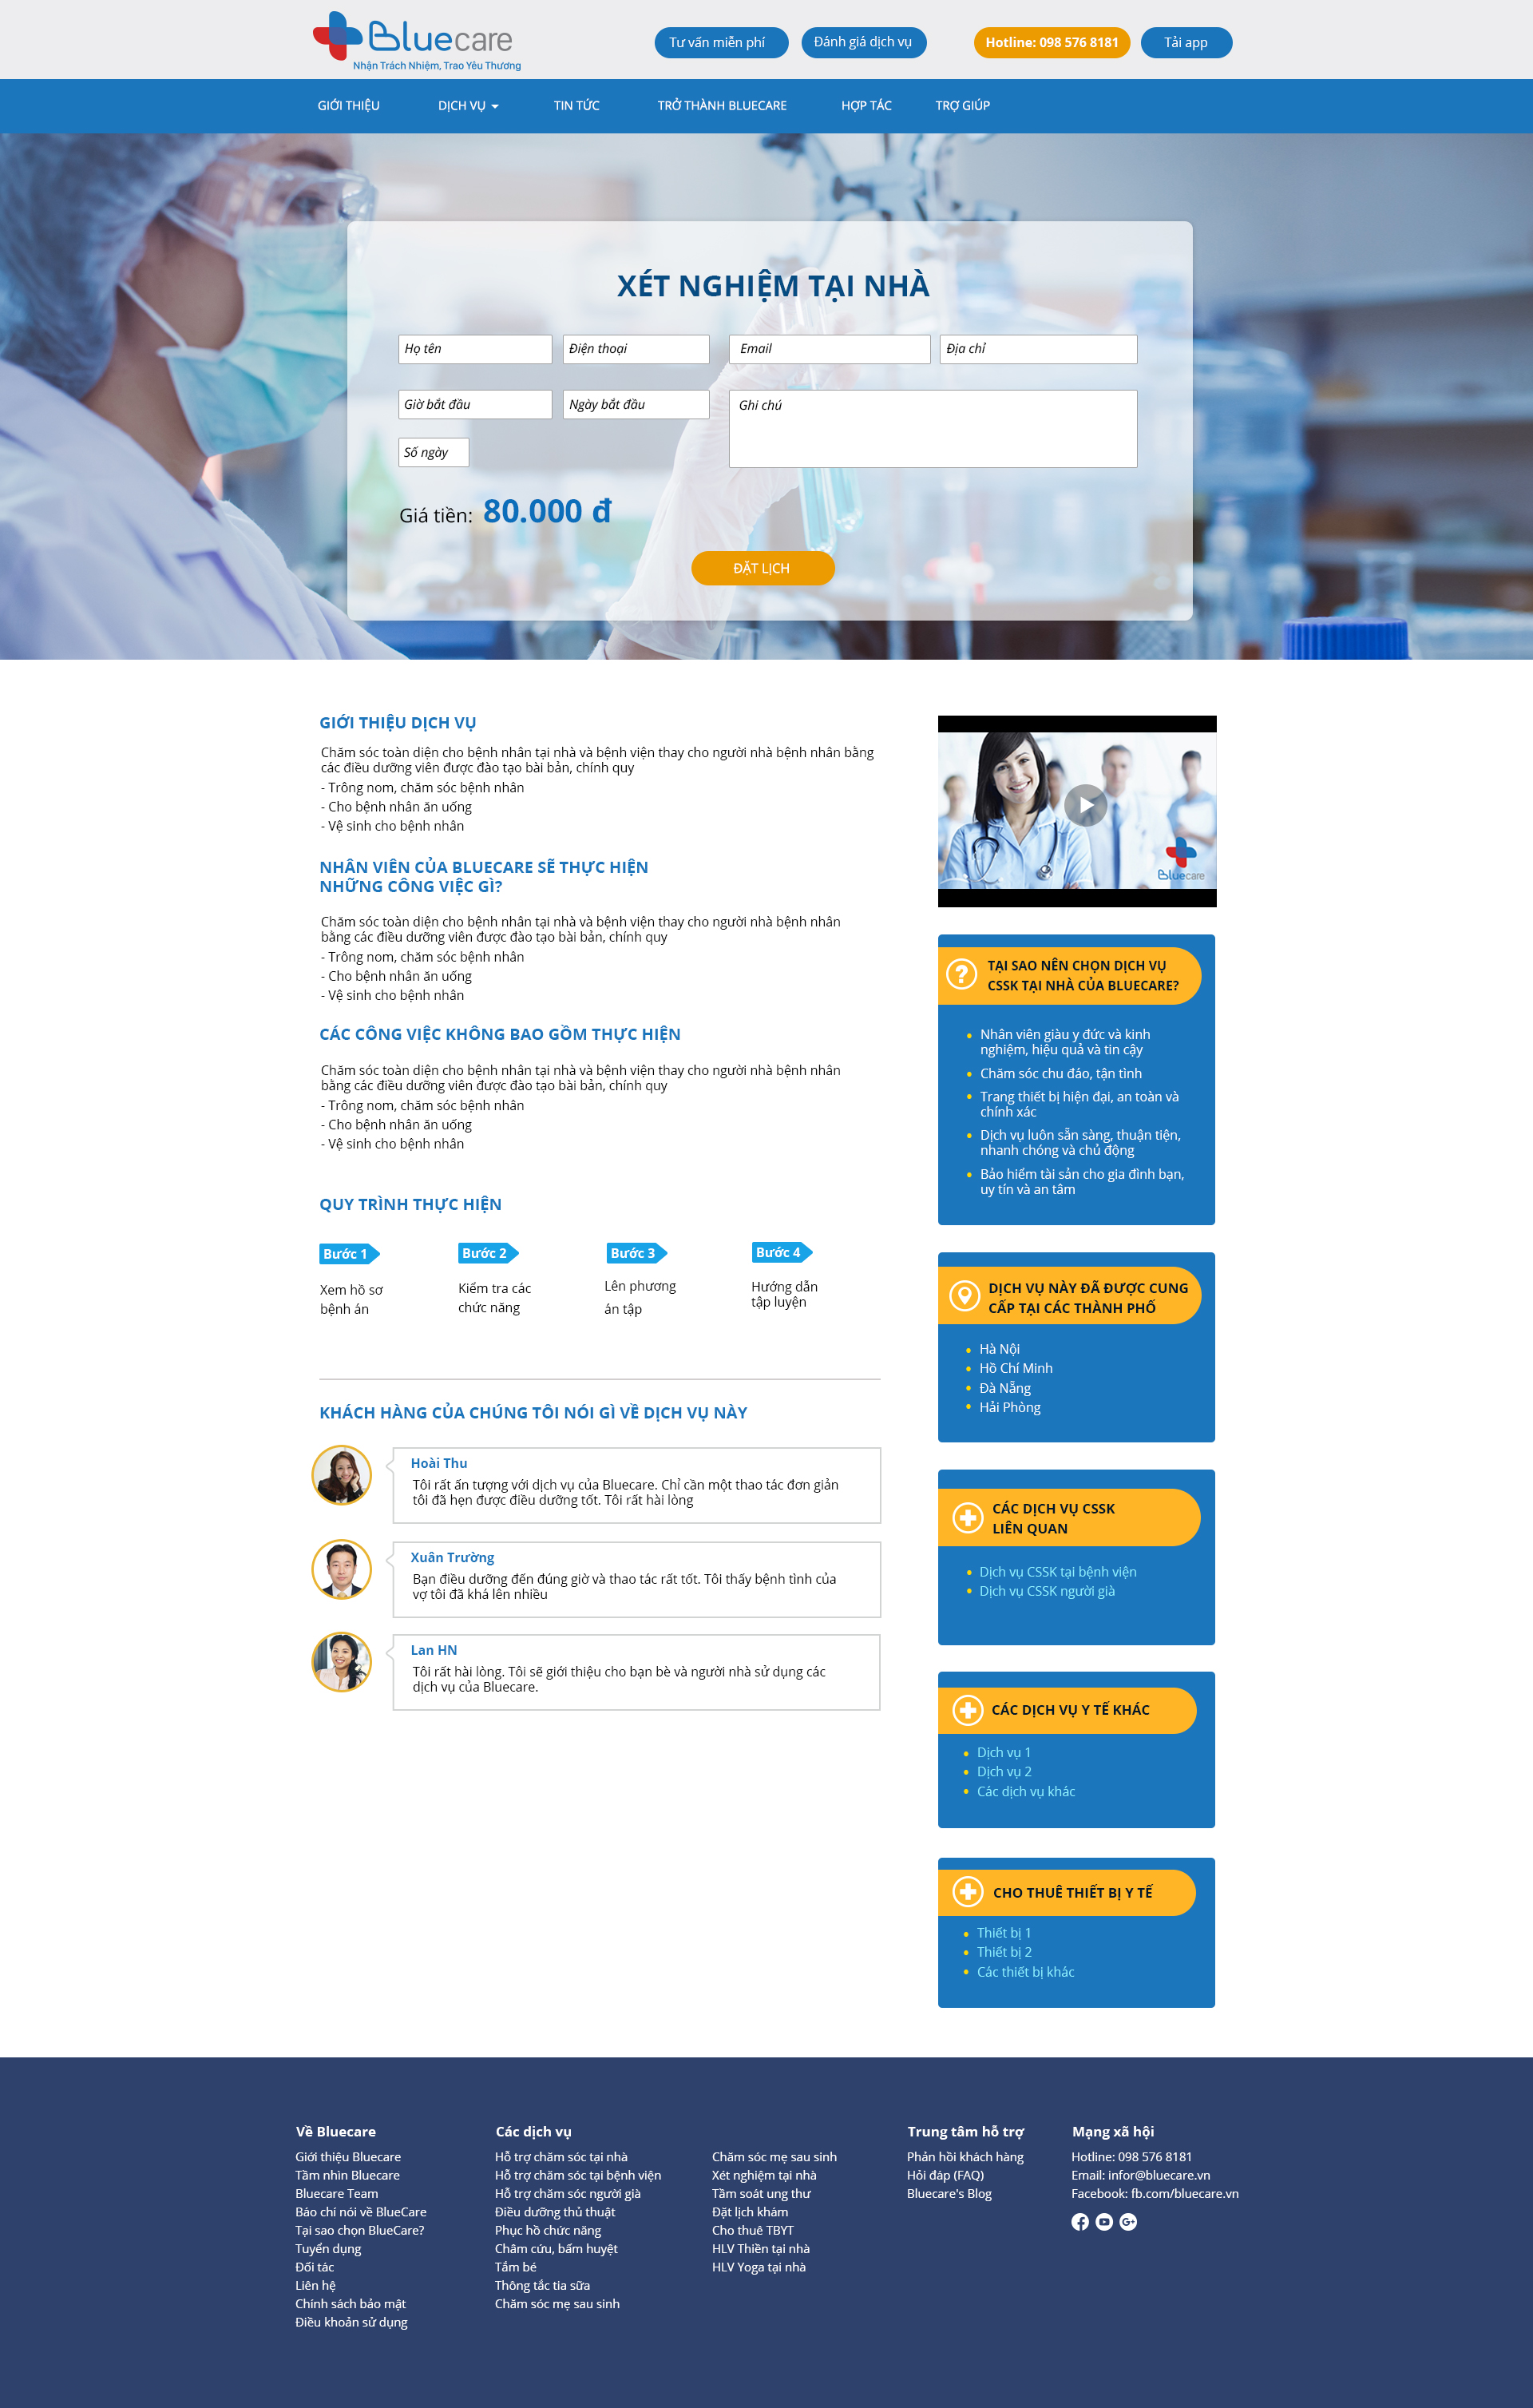 Bluecare
Nhận Trách Nhiệm, Trao Yêu Thương
Tư vấn miễn phí
Đánh giá dịch vụ
Hotline: 098 576 8181
Tải app
GIỚI THIỆU
DỊCH VỤ
TIN TỨC
TRỞ THÀNH BLUECARE
HỢP TÁC
TRỢ GIÚP
XÉT NGHIỆM TẠI NHÀ
Họ tên
Điện thoại
Email
Địa chỉ
Giờ bắt đầu
Ngày bắt đầu
Ghi chú
Số ngày
Giá tiền: 80.000 đ
ĐẶT LỊCH
GIỚI THIỆU DỊCH VỤ
Chăm sóc toàn diện cho bệnh nhân tại nhà và bệnh viện thay cho người nhà bệnh nhân bằng
các điều dưỡng viên được đào tạo bài bản, chính quy
- Trông nom, chăm sóc bệnh nhân
- Cho bệnh nhân ăn uống
- Vệ sinh cho bệnh nhân
NHÂN VIÊN CỦA BLUECARE SẼ THỰC HIỆN
NHỮNG CÔNG VIỆC GÌ?
Chăm sóc toàn diện cho bệnh nhân tại nhà và bệnh viện thay cho người nhà bệnh nhân
bằng các điều dưỡng viên được đào tạo bài bản, chính quy
- Trông nom, chăm sóc bệnh nhân
- Cho bệnh nhân ăn uống
- Vệ sinh cho bệnh nhân
CÁC CÔNG VIỆC KHÔNG BAO GỒM THỰC HIỆN
Chăm sóc toàn diện cho bệnh nhân tại nhà và bệnh viện thay cho người nhà bệnh nhân
bằng các điều dưỡng viên được đào tạo bài bản, chính quy
- Trông nom, chăm sóc bệnh nhân
- Cho bệnh nhân ăn uống
- Vệ sinh cho bệnh nhân
QUY TRÌNH THỰC HIỆN
Bước 1
Xem hồ sơ
bệnh án
Bước 2
Kiểm tra các
chức năng
Bước 3
Lên phương
án tập
Bước 4
Hướng dẫn
tập luyện
KHÁCH HÀNG CỦA CHÚNG TÔI NÓI GÌ VỀ DỊCH VỤ NÀY
Hoài Thu
Tôi rất ấn tượng với dịch vụ của Bluecare. Chỉ cần một thao tác đơn giản
tôi đã hẹn được điều dưỡng tốt. Tôi rất hài lòng
Xuân Trường
Bạn điều dưỡng đến đúng giờ và thao tác rất tốt. Tôi thấy bệnh tình của
vợ tôi đã khá lên nhiều
Lan HN
Tôi rất hài lòng. Tôi sẽ giới thiệu cho bạn bè và người nhà sử dụng các
dịch vụ của Bluecare.
Bluecare
TẠI SAO NÊN CHỌN DỊCH VỤ
CSSK TẠI NHÀ CỦA BLUECARE?
Nhân viên giàu y đức và kinh
nghiệm, hiệu quả và tin cậy
Chăm sóc chu đáo, tận tình
Trang thiết bị hiện đại, an toàn và
chính xác
Dịch vụ luôn sẵn sàng, thuận tiện,
nhanh chóng và chủ động
Bảo hiểm tài sản cho gia đình bạn,
uy tín và an tâm
DỊCH VỤ NÀY ĐÃ ĐƯỢC CUNG
CẤP TẠI CÁC THÀNH PHỐ
Hà Nội
Hồ Chí Minh
Đà Nẵng
Hải Phòng
CÁC DỊCH VỤ CSSK
LIÊN QUAN
Dịch vụ CSSK tại bệnh viện
Dịch vụ CSSK người già
CÁC DỊCH VỤ Y TẾ KHÁC
Dịch vụ 1
Dịch vụ 2
Các dịch vụ khác
CHO THUÊ THIẾT BỊ Y TẾ
Thiết bị 1
Thiết bị 2
Các thiết bị khác
Về Bluecare
Giới thiệu Bluecare
Tầm nhìn Bluecare
Bluecare Team
Báo chí nói về BlueCare
Tại sao chọn BlueCare?
Tuyển dụng
Đối tác
Liên hệ
Chính sách bảo mật
Điều khoản sử dụng
Các dịch vụ
Hỗ trợ chăm sóc tại nhà
Hỗ trợ chăm sóc tại bệnh viện
Hỗ trợ chăm sóc người già
Điều dưỡng thủ thuật
Phục hồ chức năng
Châm cứu, bấm huyệt
Tắm bé
Thông tắc tia sữa
Chăm sóc mẹ sau sinh
Chăm sóc mẹ sau sinh
Xét nghiệm tại nhà
Tầm soát ung thư
Đặt lịch khám
Cho thuê TBYT
HLV Thiền tại nhà
HLV Yoga tại nhà
Trung tâm hỗ trợ
Phản hồi khách hàng
Hỏi đáp (FAQ)
Bluecare's Blog
Mạng xã hội
Hotline: 098 576 8181
Email: infor@bluecare.vn
Facebook: fb.com/bluecare.vn